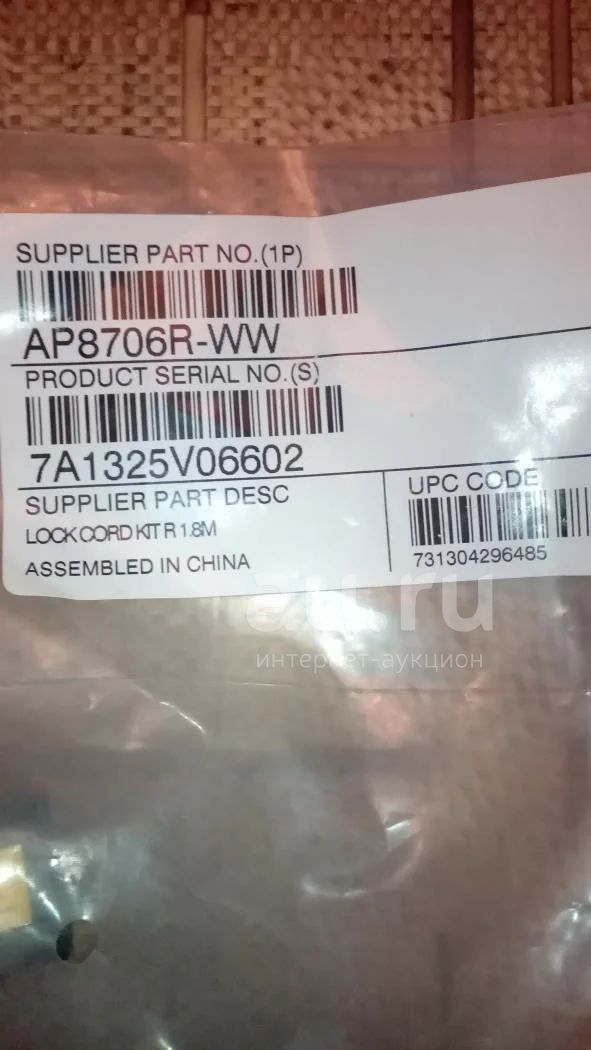 SUPPLIER PART NO.(1P)
AP8706R-WW
PRODUCT SERIAL NO.(S)
7A1325V06602
SUPPLIER PART DESC
LOCK CORD KIT R 1.8M
ASSEMBLED IN CHINA
UPC CODE
731304296485
au.ru
интернет-аукцион